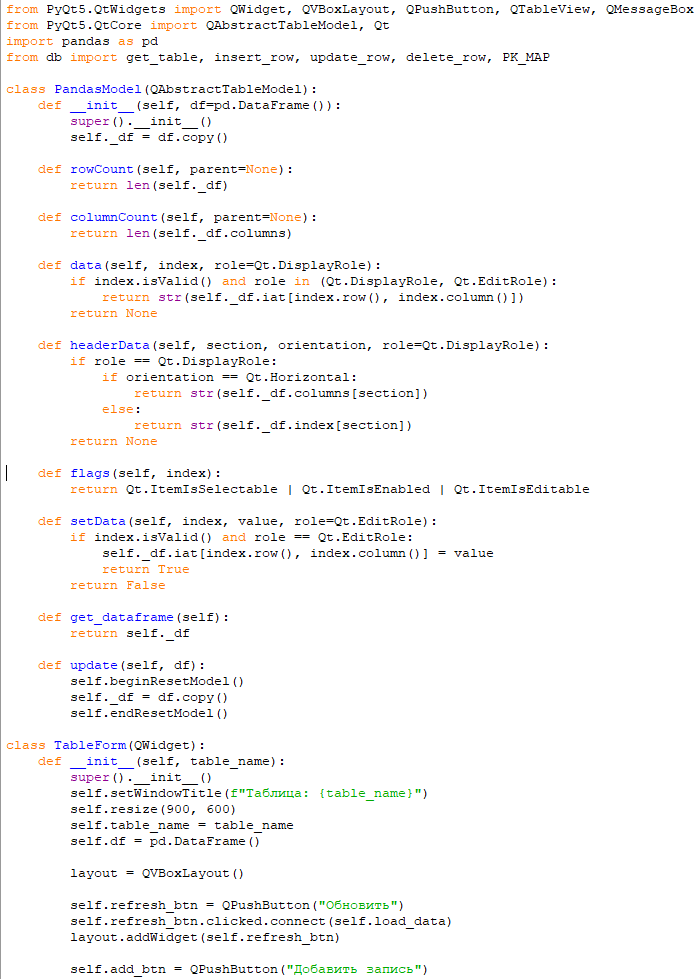 from PyQt5.QtWidgets import QWidget, QVBoxLayout, QPushButton, QTableView, QMessageBox
from PyQt5.QtCore import QAbstractTableModel, Qt
import pandas as pd
from db import get_table, insert_row, update_row, delete_row, PK_MAP

class PandasModel(QAbstractTableModel):
    def __init__(self, df=pd.DataFrame()):
        super().__init__()
        self._df = df.copy()

    def rowCount(self, parent=None):
        return len(self._df)

    def columnCount(self, parent=None):
        return len(self._df.columns)

    def data(self, index, role=Qt.DisplayRole):
        if index.isValid() and role in (Qt.DisplayRole, Qt.EditRole):
            return str(self._df.iat[index.row(), index.column()])
        return None

    def headerData(self, section, orientation, role=Qt.DisplayRole):
        if role == Qt.DisplayRole:
            if orientation == Qt.Horizontal:
                return str(self._df.columns[section])
            else:
                return str(self._df.index[section])
        return None

    def flags(self, index):
        return Qt.ItemIsSelectable | Qt.ItemIsEnabled | Qt.ItemIsEditable

    def setData(self, index, value, role=Qt.EditRole):
        if index.isValid() and role == Qt.EditRole:
            self._df.iat[index.row(), index.column()] = value
            return True
        return False

    def get_dataframe(self):
        return self._df

    def update(self, df):
        self.beginResetModel()
        self._df = df.copy()
        self.endResetModel()

class TableForm(QWidget):
    def __init__(self, table_name):
        super().__init__()
        self.setWindowTitle(f"Таблица: {table_name}")
        self.resize(900, 600)
        self.table_name = table_name
        self.df = pd.DataFrame()

        layout = QVBoxLayout()

        self.refresh_btn = QPushButton("Обновить")
        self.refresh_btn.clicked.connect(self.load_data)
        layout.addWidget(self.refresh_btn)

        self.add_btn = QPushButton("Добавить запись")